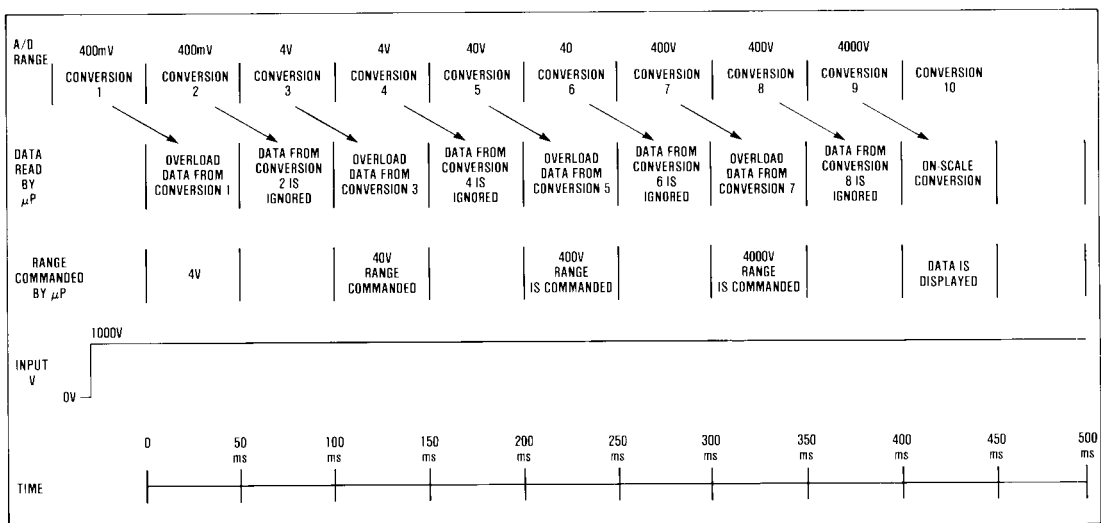 A/D
RANGE
400mV 400mV 4V 4V 40V 40 400V 400V 4000V
CONVERSION
1
CONVERSION
2
CONVERSION
3
CONVERSION
4
CONVERSION
5
CONVERSION
6
CONVERSION
7
CONVERSION
8
CONVERSION
9
CONVERSION
10
DATA
READ
BY
μP
OVERLOAD
DATA FROM
CONVERSION 1
DATA FROM
CONVERSION
2 IS
IGNORED
OVERLOAD
DATA FROM
CONVERSION 3
DATA FROM
CONVERSION
4 IS
IGNORED
OVERLOAD
DATA FROM
CONVERSION 5
DATA FROM
CONVERSION
6 IS
IGNORED
OVERLOAD
DATA FROM
CONVERSION 7
DATA FROM
CONVERSION
8 IS
IGNORED
ON-SCALE
CONVERSION
RANGE
COMMANDED
BY μP
4V
40V
RANGE
COMMANDED
400V
RANGE
IS COMMANDED
4000V
RANGE
IS COMMANDED
DATA IS
DISPLAYED
1000V
INPUT
V
0V
0
50
ms
100
ms
150
ms
200
ms
250
ms
300
ms
350
ms
400
ms
450
ms
500
ms
TIME